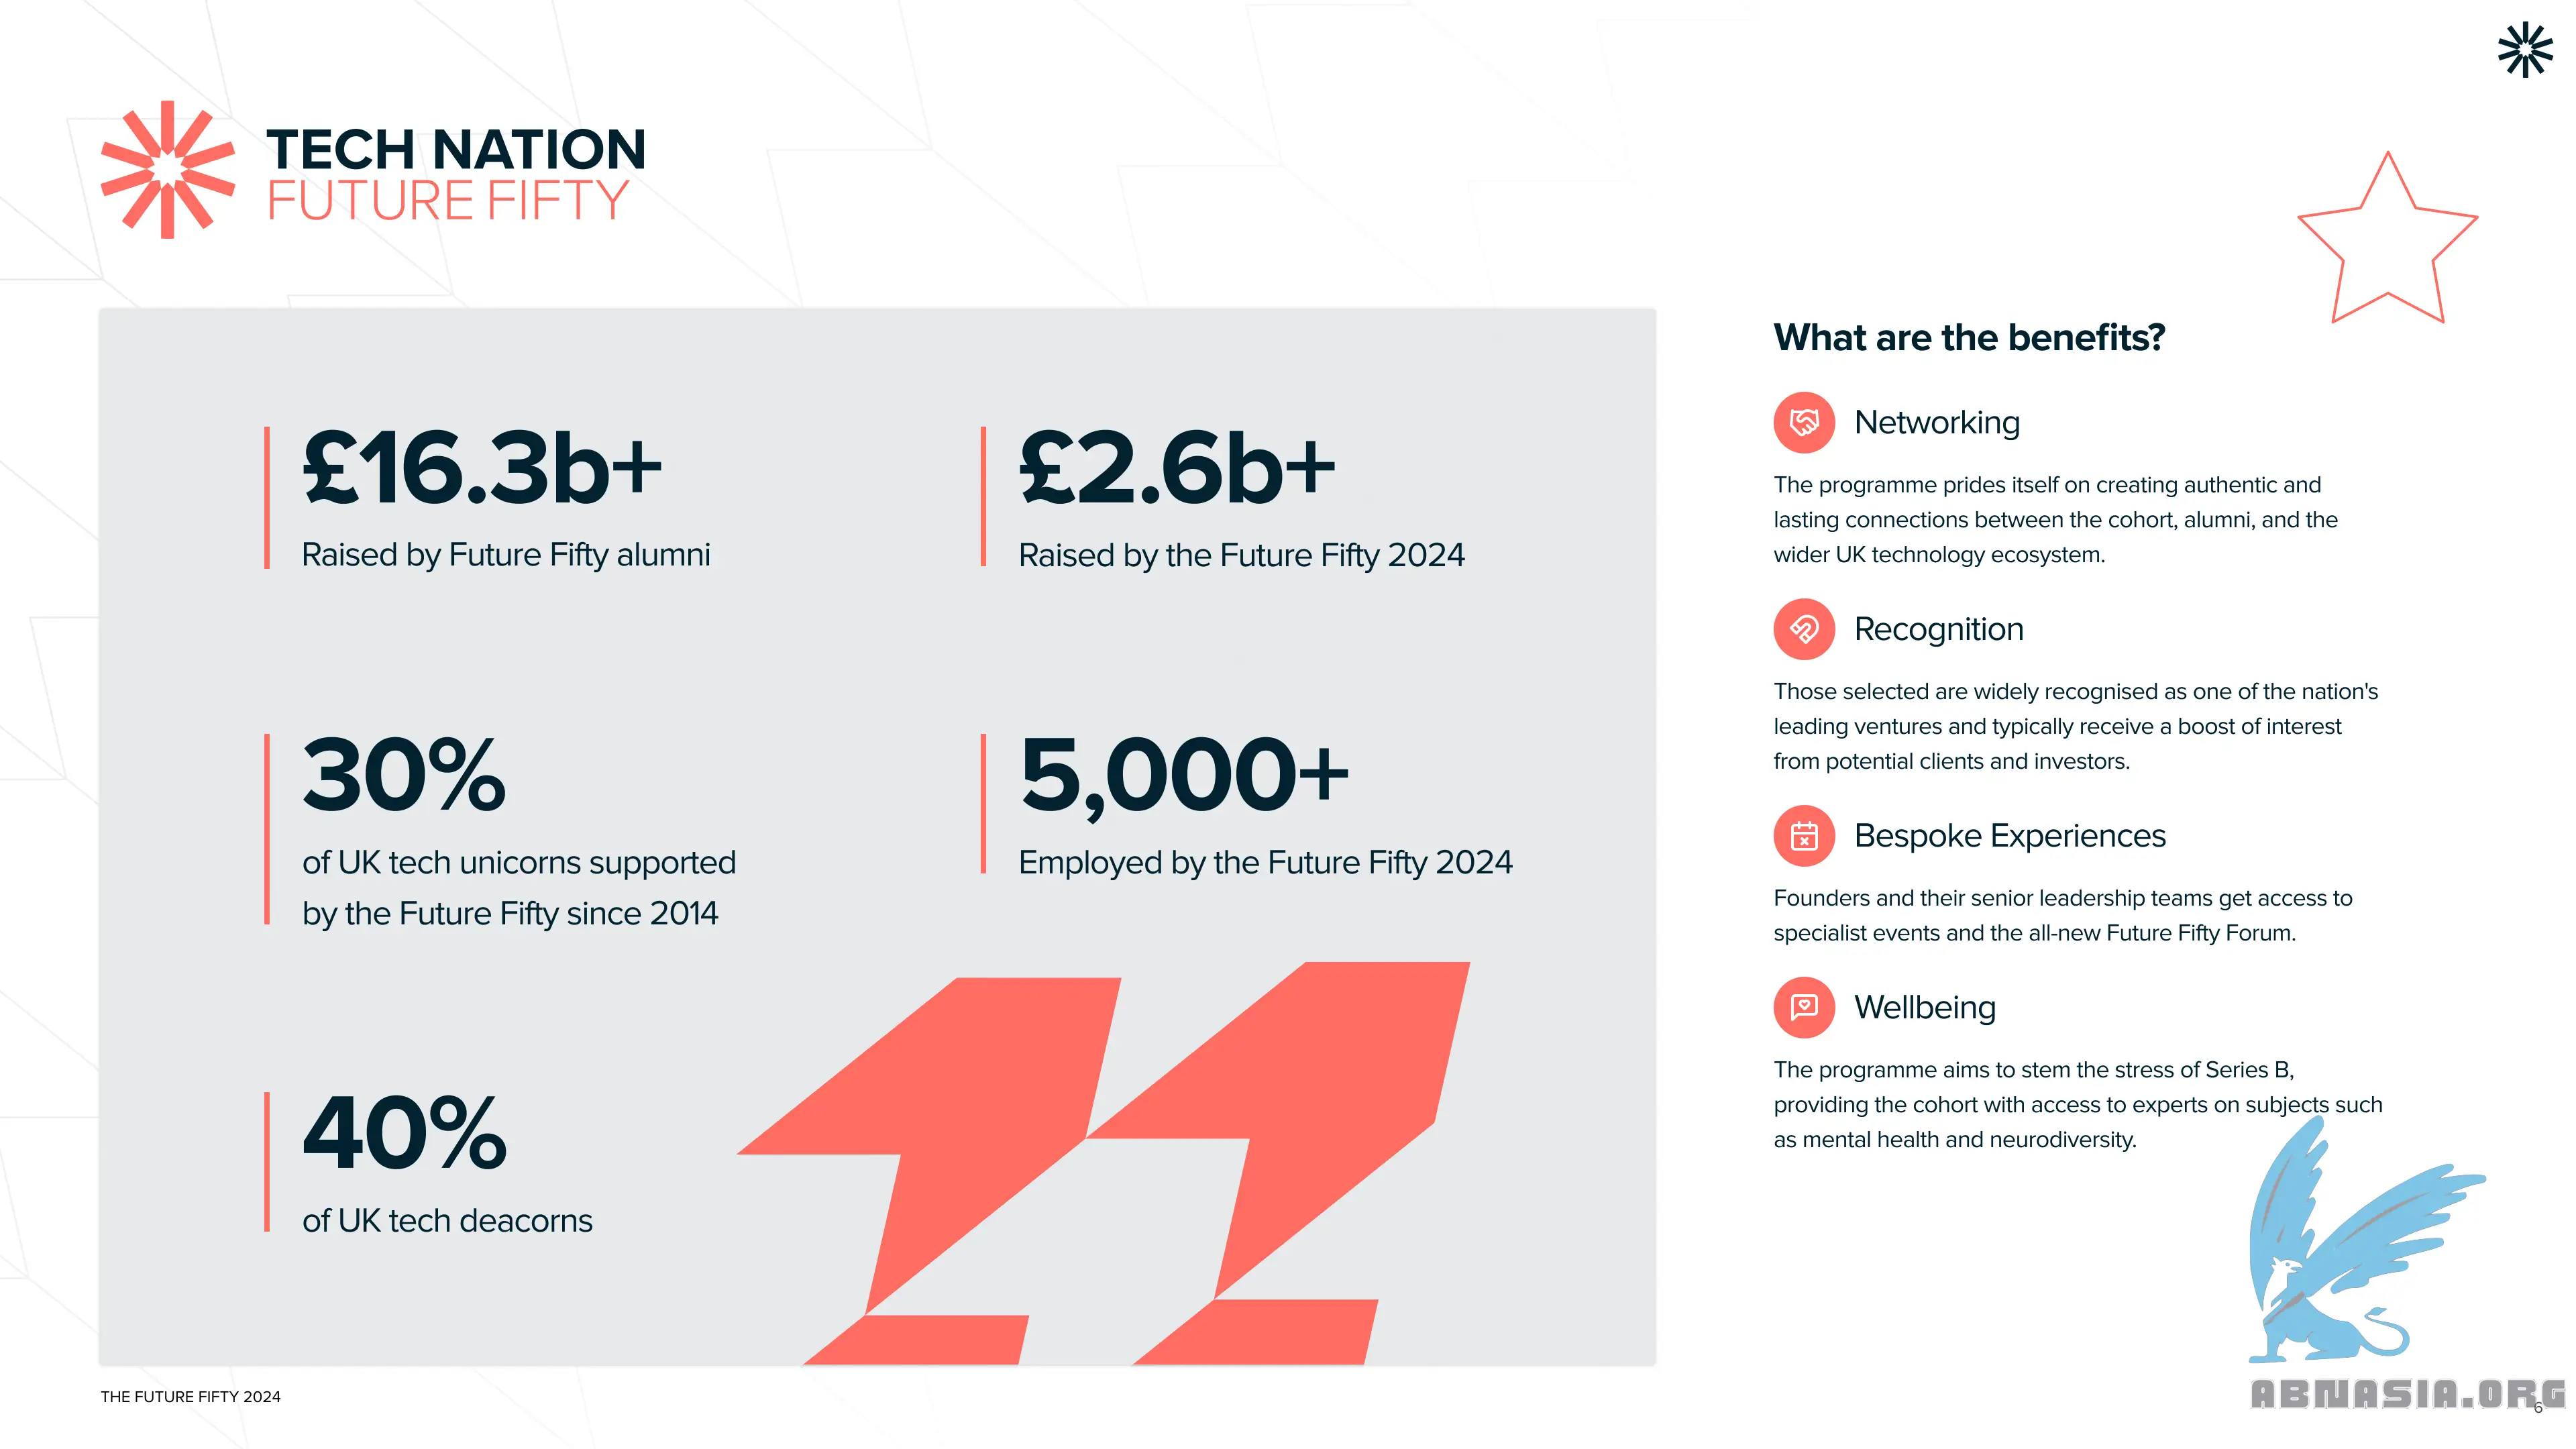 TECH NATION
FUTURE FIFTY
£16.3b+
Raised by Future Fifty alumni
£2.6b+
Raised by the Future Fifty 2024
30%
of UK tech unicorns supported
by the Future Fifty since 2014
5,000+
Employed by the Future Fifty 2024
40%
of UK tech deacorns
What are the benefits?
Networking
The programme prides itself on creating authentic and
lasting connections between the cohort, alumni, and the
wider UK technology ecosystem.
Recognition
Those selected are widely recognised as one of the nation's
leading ventures and typically receive a boost of interest
from potential clients and investors.
Bespoke Experiences
Founders and their senior leadership teams get access to
specialist events and the all-new Future Fifty Forum.
Wellbeing
The programme aims to stem the stress of Series B,
providing the cohort with access to experts on subjects such
as mental health and neurodiversity.
THE FUTURE FIFTY 2024
ABNASIA.ORG
6